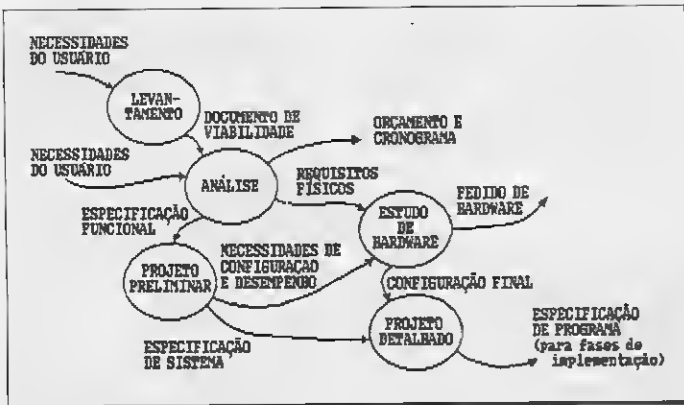 NECESSIDADES
DO USUÁRIO
LEVAN-
TAMENTO
DOCUMENTO DE
VIABILIDADE
ORÇAMENTO E
CRONOGRAMA
NECESSIDADES
DO USUÁRIO
ANÁLISE
REQUISITOS
FÍSICOS
PEDIDO DE
HARDWARE
ESPECIFICAÇÃO
FUNCIONAL
ESTUDO
DE
HARDWARE
NECESSIDADES DE
CONFIGURAÇAO
E DESEMPENHO
PROJETO
PRELIMINAR
CONFIGURAÇÃO FINAL
PROJETO
DETALHADO
ESPECIFICAÇÃO
DE PROGRAMA
(para fases de
implementação)
ESPECIFICAÇÃO
DE SISTEMA